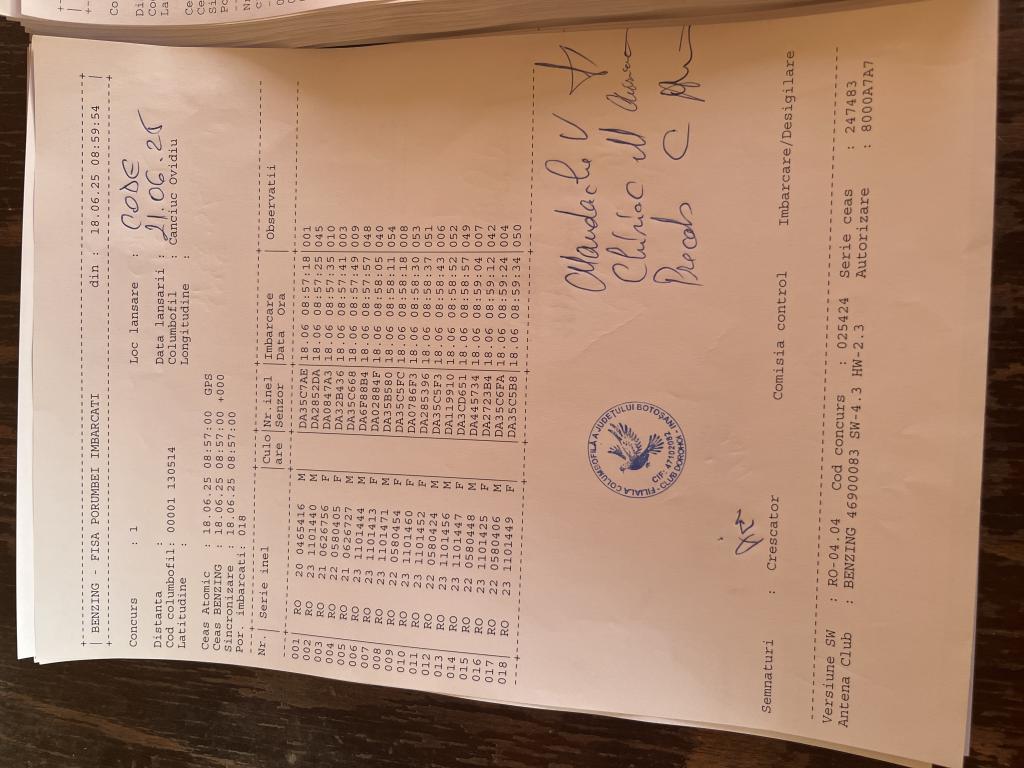 BENZING - FISA PORUMBEI IMBARCATI din : 18.06.25 08:59:54
Concurs : 1 Loc lansare : 
Distanta : Data lansarii : 21.06.25
Cod columbofil: 00001 130514 Columbofil : Canciuc Ovidiu
Latitudine : Longitudine :
Ceas Atomic : 18.06.25 08:57:00 GPS
Ceas BENZING : 18.06.25 08:57:00 +000
Sincronizare : 18.06.25 08:57:00
Por. imbarcati: 018
Nr.| Serie inel |Culo|Nr.inel |Imbarcare | Observatii
|are |Senzor |Data Ora |
001 | RO 20 0465416 M | |DA35C7AE|18.06 08:57:18|001
002 | RO 23 1101440 M | |DA2852DA|18.06 08:57:25|045
003 | RO 21 0626756 F | |DA0847A3|18.06 08:57:35|010
004 | RO 22 0580405 M | |DA32B436|18.06 08:57:41|003
005 | RO 21 0626727 M | |DA35C668|18.06 08:57:49|009
006 | RO 23 1101444 M | |DA6F88B4|18.06 08:57:57|048
007 | RO 23 1101413 F | |DA02884F|18.06 08:58:05|040
008 | RO 23 1101471 M | |DA35B580|18.06 08:58:11|054
009 | RO 22 0580454 F | |DA35C5FC|18.06 08:58:18|008
010 | RO 23 1101460 F | |DA0786F3|18.06 08:58:30|053
011 | RO 23 1101452 F | |DA285396|18.06 08:58:37|051
012 | RO 22 0580424 M | |DA35C5F3|18.06 08:58:43|006
013 | RO 23 1101456 M | |DA119910|18.06 08:58:52|052
014 | RO 23 1101447 F | |DA3CD651|18.06 08:58:57|049
015 | RO 22 0580448 M | |DA445734|18.06 08:59:04|007
016 | RO 23 1101425 F | |DA2723B4|18.06 08:59:12|042
017 | RO 22 0580406 M | |DA35C6FA|18.06 08:59:24|004
018 | RO 23 1101449 F | |DA35C5B8|18.06 08:59:34|050
Mandache V
Chiriac M
FILIALA COLUMBOFILĂ A JUDEȚULUI BOTOȘANI
CIF: 47102085
CLUB DOROHOI
Semnaturi : Crescator Comisia control Imbarcare/Desigilare
Versiune SW : RO-04.04 Cod concurs : 025424 Serie ceas : 247483
Antena Club : BENZING 46900083 SW-4.3 HW-2.3 Autorizare : 8000A7A7